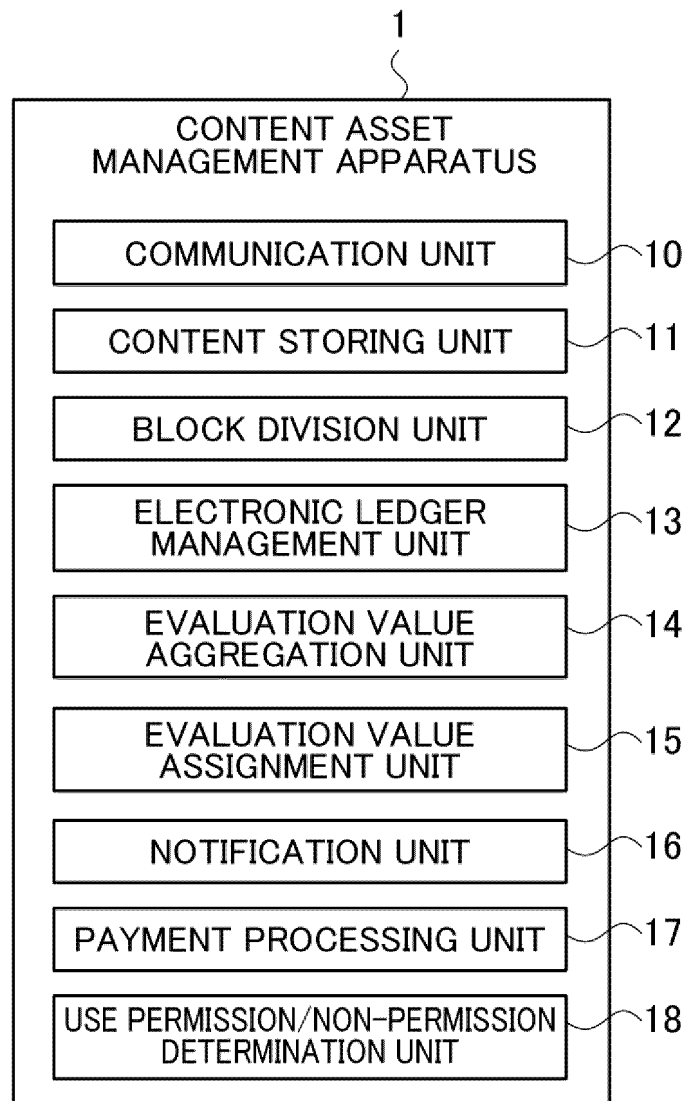 1
CONTENT ASSET
MANAGEMENT APPARATUS
COMMUNICATION UNIT
10
CONTENT STORING UNIT
11
BLOCK DIVISION UNIT
12
ELECTRONIC LEDGER
MANAGEMENT UNIT
13
EVALUATION VALUE
AGGREGATION UNIT
14
EVALUATION VALUE
ASSIGNMENT UNIT
15
NOTIFICATION UNIT
16
PAYMENT PROCESSING UNIT
17
USE PERMISSION/NON-PERMISSION
DETERMINATION UNIT
18